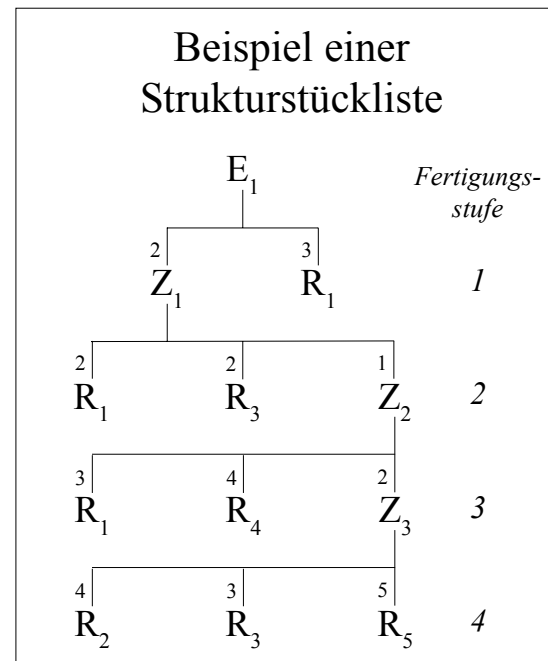 Beispiel einer
Strukturstückliste
E₁
Fertigungs-
stufe
2 3
Z₁ R₁ 1
2 2 1
R₁ R₃ Z₂ 2
3 4 2
R₁ R₄ Z₃ 3
4 3 5
R₂ R₃ R₅ 4